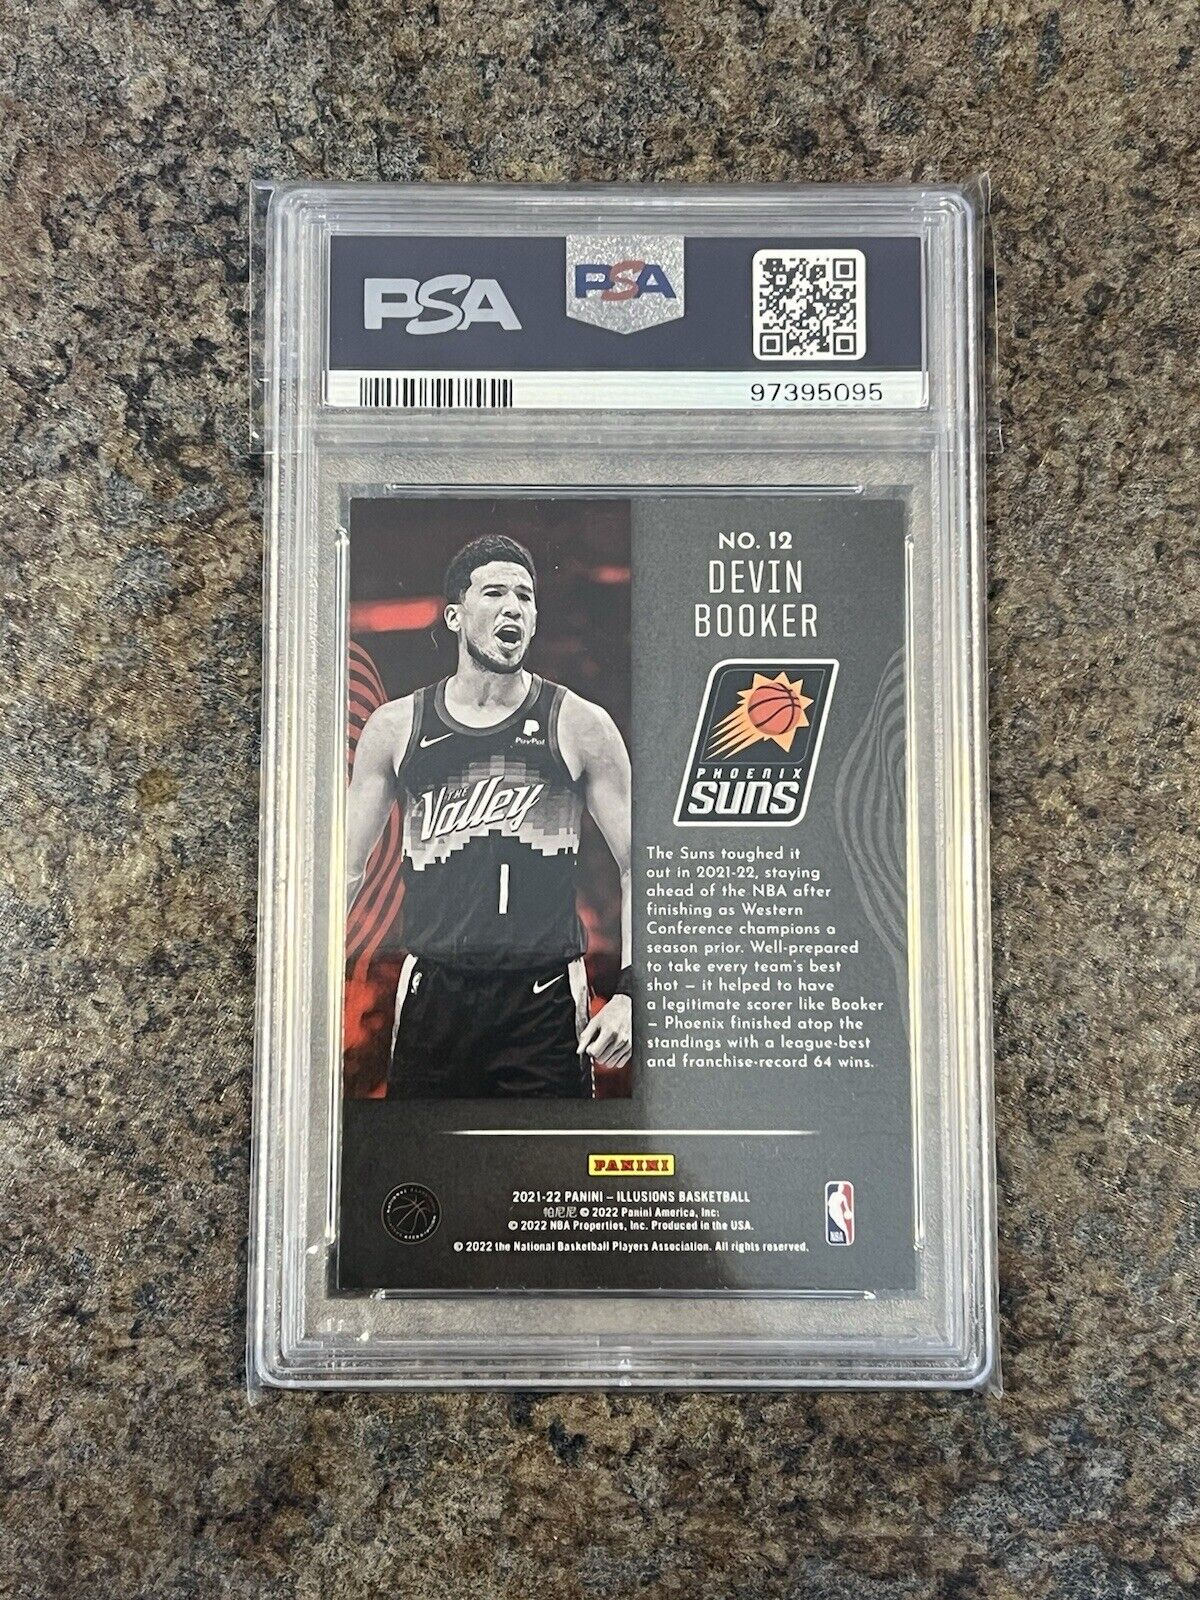 PSA
PSA
97395095
NO. 12
DEVIN
BOOKER
PayPal
THE
Valley
1
PHOENIX
SUNS
The Suns toughed it
out in 2021-22, staying
ahead of the NBA after
finishing as Western
Conference champions a
season prior. Well-prepared
to take every team's best
shot – it helped to have
a legitimate scorer like Booker
– Phoenix finished atop the
standings with a league-best
and franchise-record 64 wins.
PANINI
2021-22 PANINI – ILLUSIONS BASKETBALL
帕尼尼 © 2022 Panini America, Inc.
© 2022 NBA Properties, Inc. Produced in the USA.
© 2022 the National Basketball Players Association. All rights reserved.
NBA